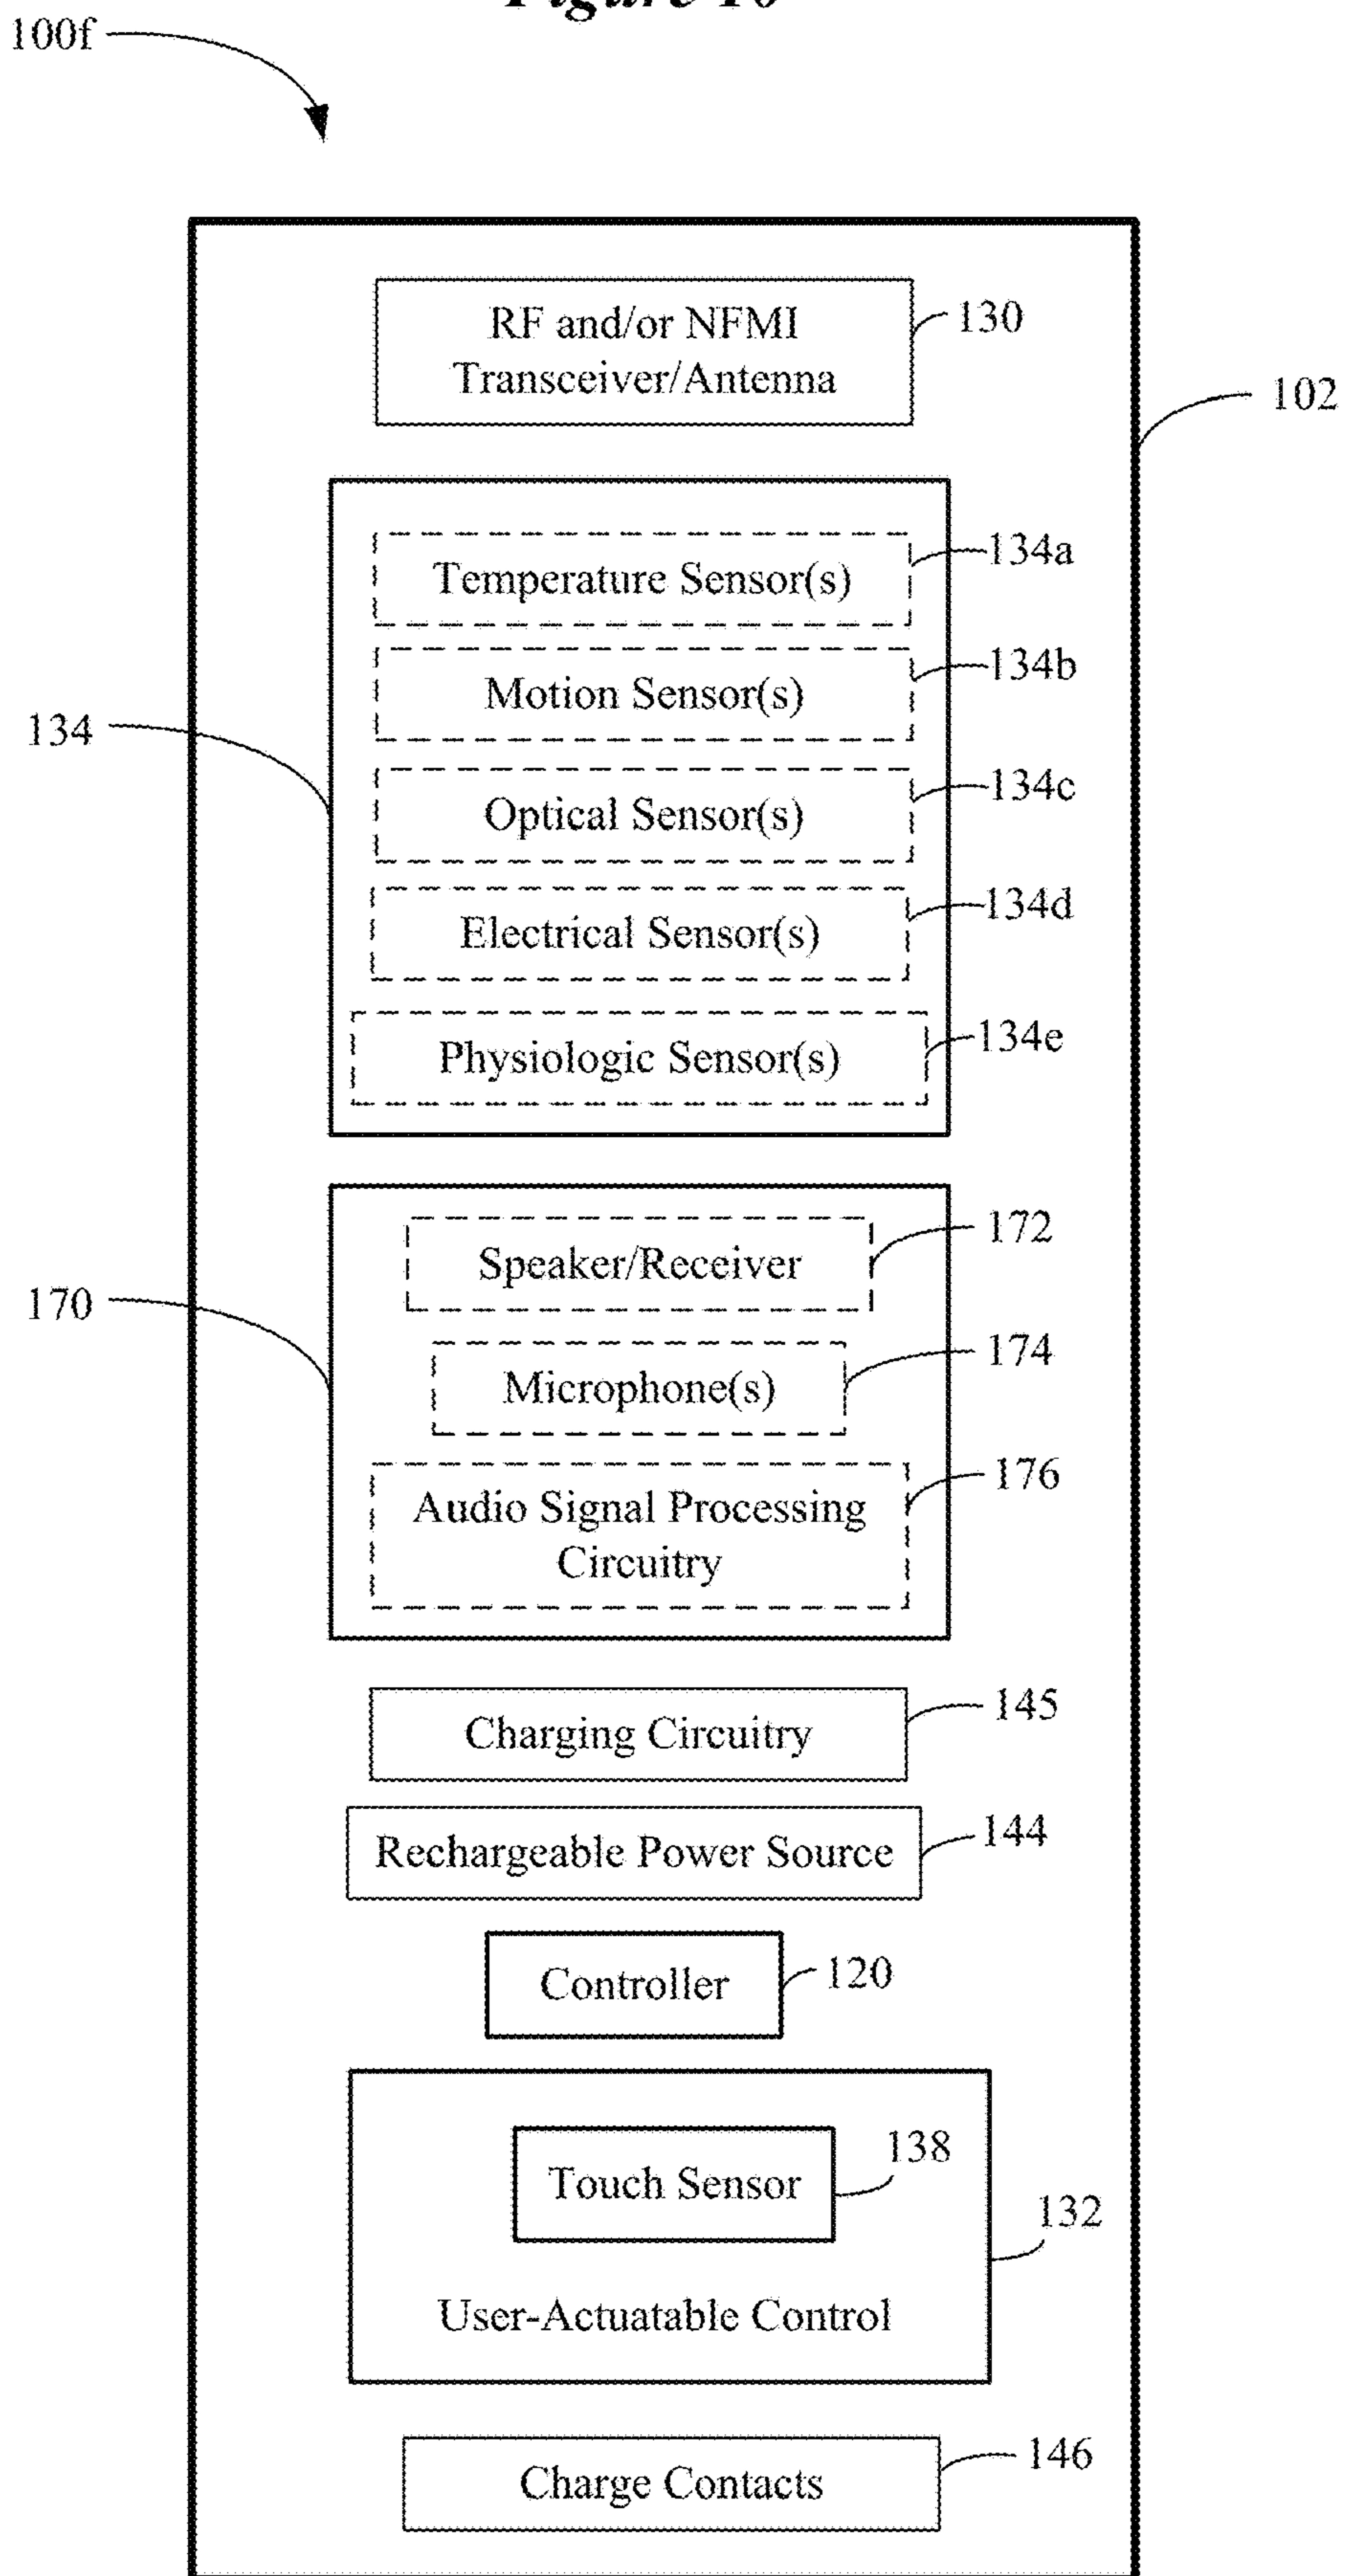 Figure 10
100f
RF and/or NFMI
Transceiver/Antenna
130
102
Temperature Sensor(s)
134a
Motion Sensor(s)
134b
134
Optical Sensor(s)
134c
Electrical Sensor(s)
134d
Physiologic Sensor(s)
134e
Speaker/Receiver
172
170
Microphone(s)
174
Audio Signal Processing
Circuitry
176
Charging Circuitry
145
Rechargeable Power Source
144
Controller
120
Touch Sensor
138
132
User-Actuatable Control
Charge Contacts
146